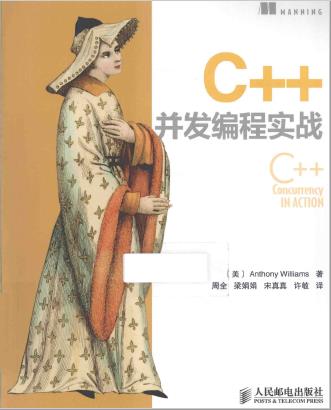 MANNING
C++
并发编程实战
C++
Concurrency
IN ACTION
〔美〕Anthony Williams 著
周全 梁娟娟 宋真真 许敏 译
人民邮电出版社
POSTS & TELECOM PRESS